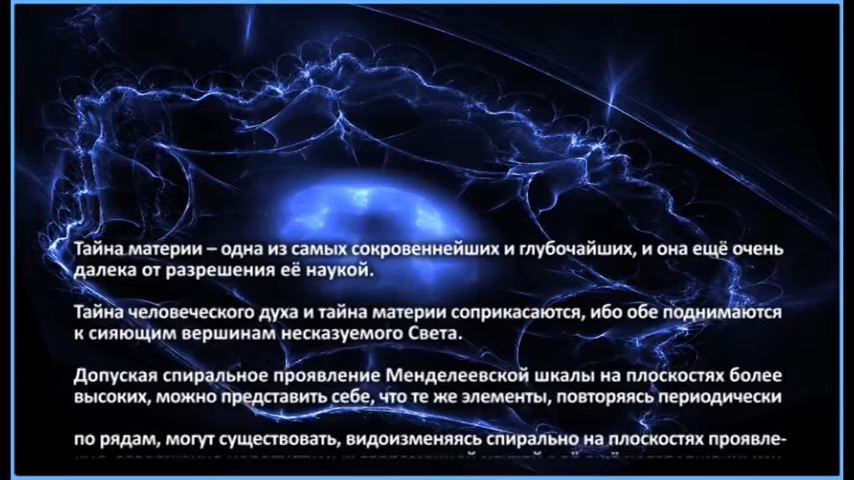 Тайна материи – одна из самых сокровеннейших и глубочайших, и она ещё очень
далека от разрешения её наукой.
Тайна человеческого духа и тайна материи соприкасаются, ибо обе поднимаются
к сияющим вершинам несказуемого Света.
Допуская спиральное проявление Менделеевской шкалы на плоскостях более
высоких, можно представить себе, что те же элементы, повторяясь периодически
по рядам, могут существовать, видоизменяясь спирально на плоскостях проявле-